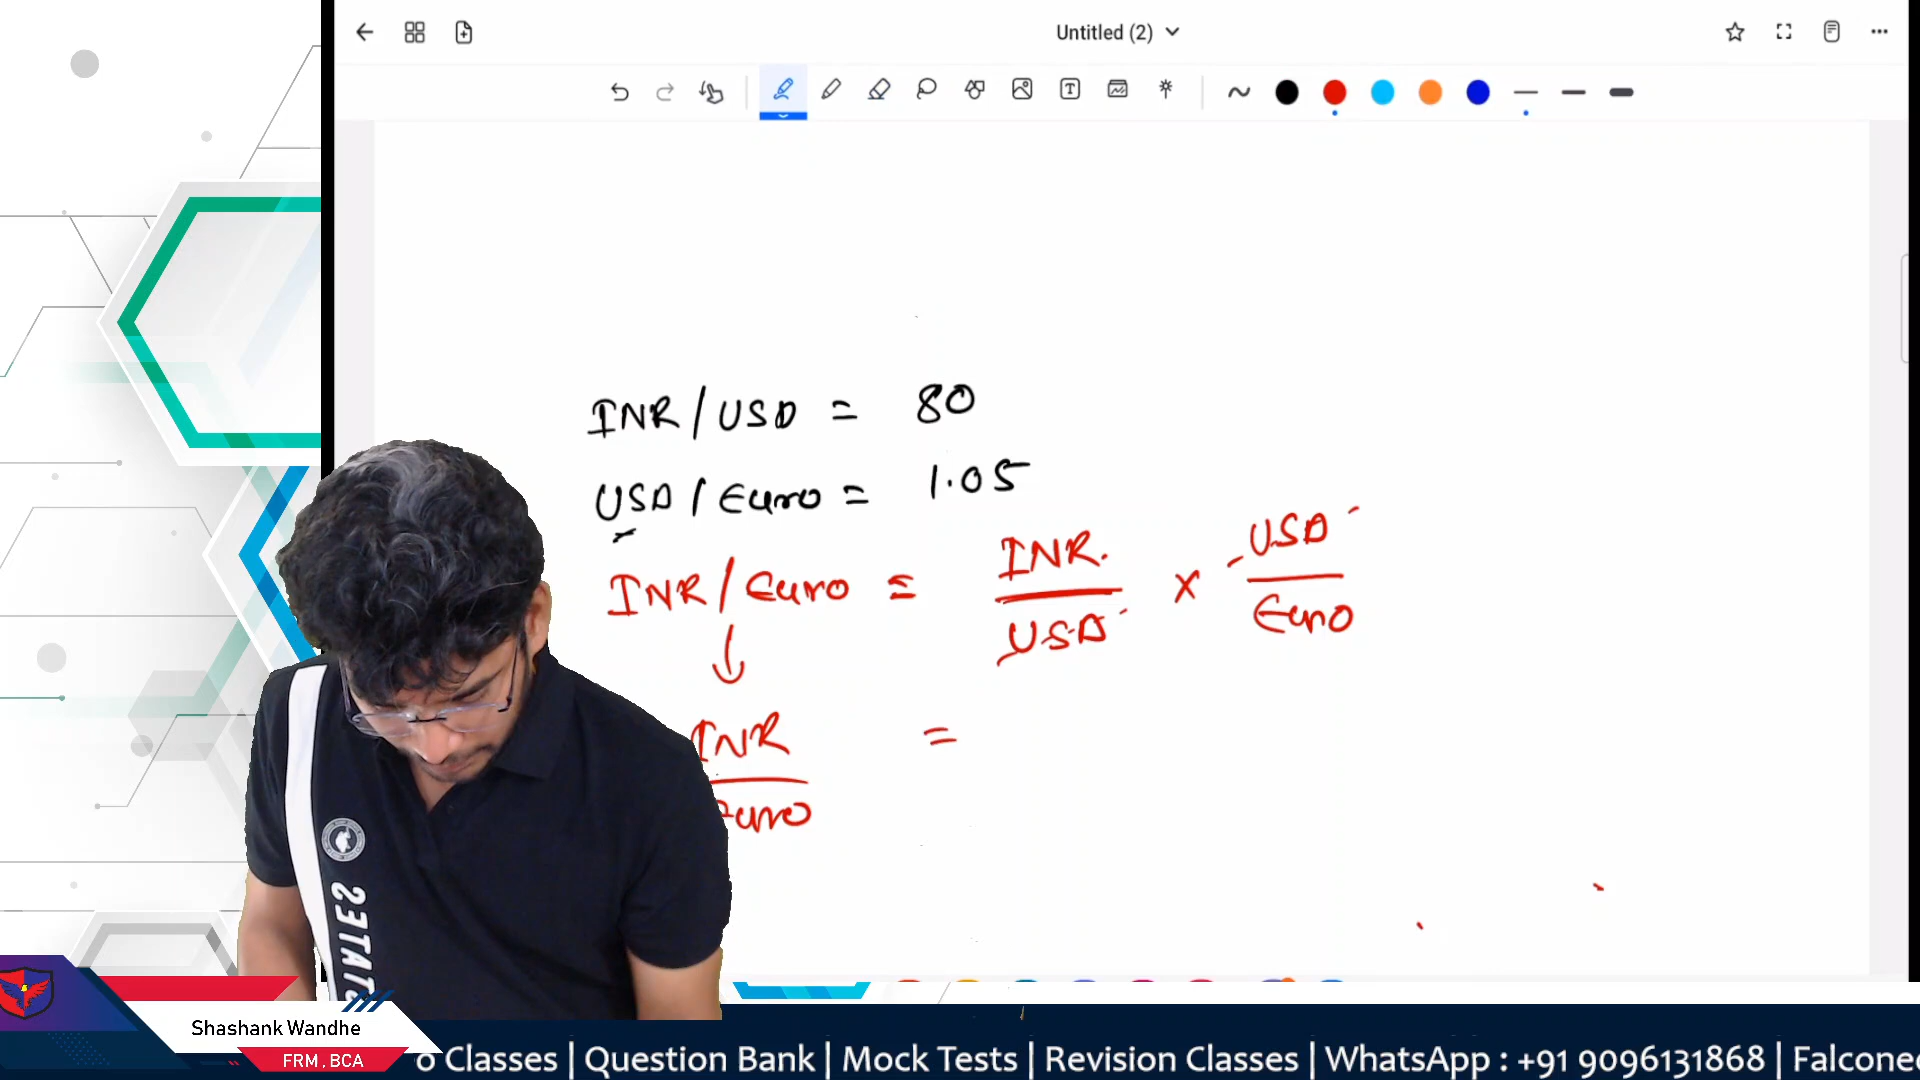 Untitled (2)
INR/USD = 80
USD/Euro = 1.05
INR/Euro = INR/USD × USD/Euro
INR =
Euro
Shashank Wandhe
FRM, BCA
o Classes | Question Bank | Mock Tests | Revision Classes | WhatsApp : +91 9096131868 | Falcone